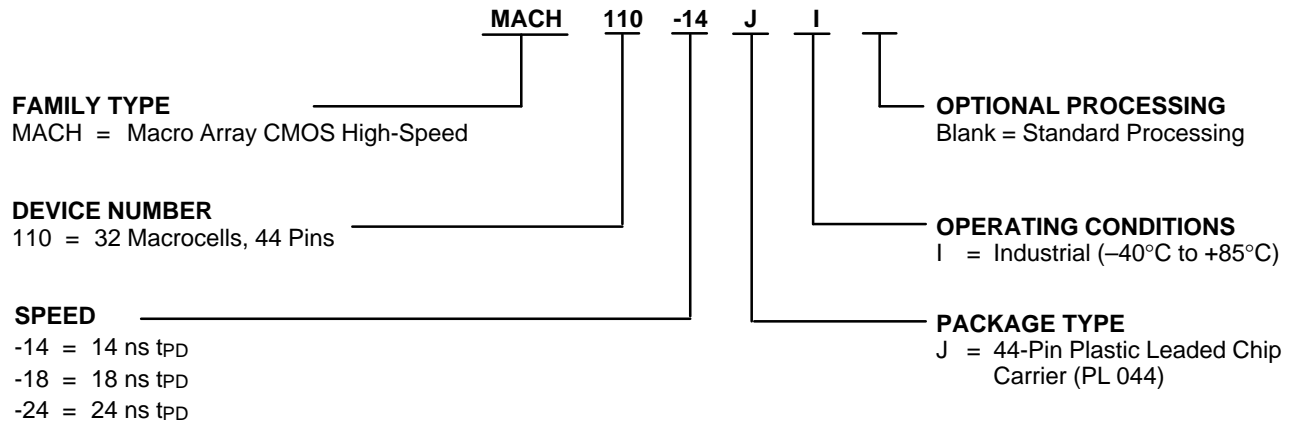 MACH 110 -14 J I
FAMILY TYPE
MACH = Macro Array CMOS High-Speed
DEVICE NUMBER
110 = 32 Macrocells, 44 Pins
SPEED
-14 = 14 ns tPD
-18 = 18 ns tPD
-24 = 24 ns tPD
OPTIONAL PROCESSING
Blank = Standard Processing
OPERATING CONDITIONS
I = Industrial (–40°C to +85°C)
PACKAGE TYPE
J = 44-Pin Plastic Leaded Chip
Carrier (PL 044)